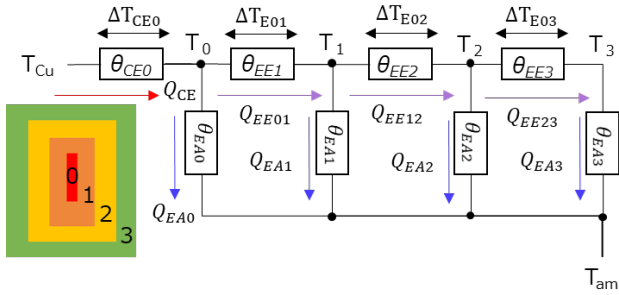 ΔT_CE0 ΔT_E01 ΔT_E02 ΔT_E03
T_Cu θ_CE0 T_0 θ_EE1 T_1 θ_EE2 T_2 θ_EE3 T_3
Q_CE Q_EE01 Q_EE12 Q_EE23
θ_EA0 θ_EA1 θ_EA2 θ_EA3
Q_EA0 Q_EA1 Q_EA2 Q_EA3
0
1
2
3
T_am